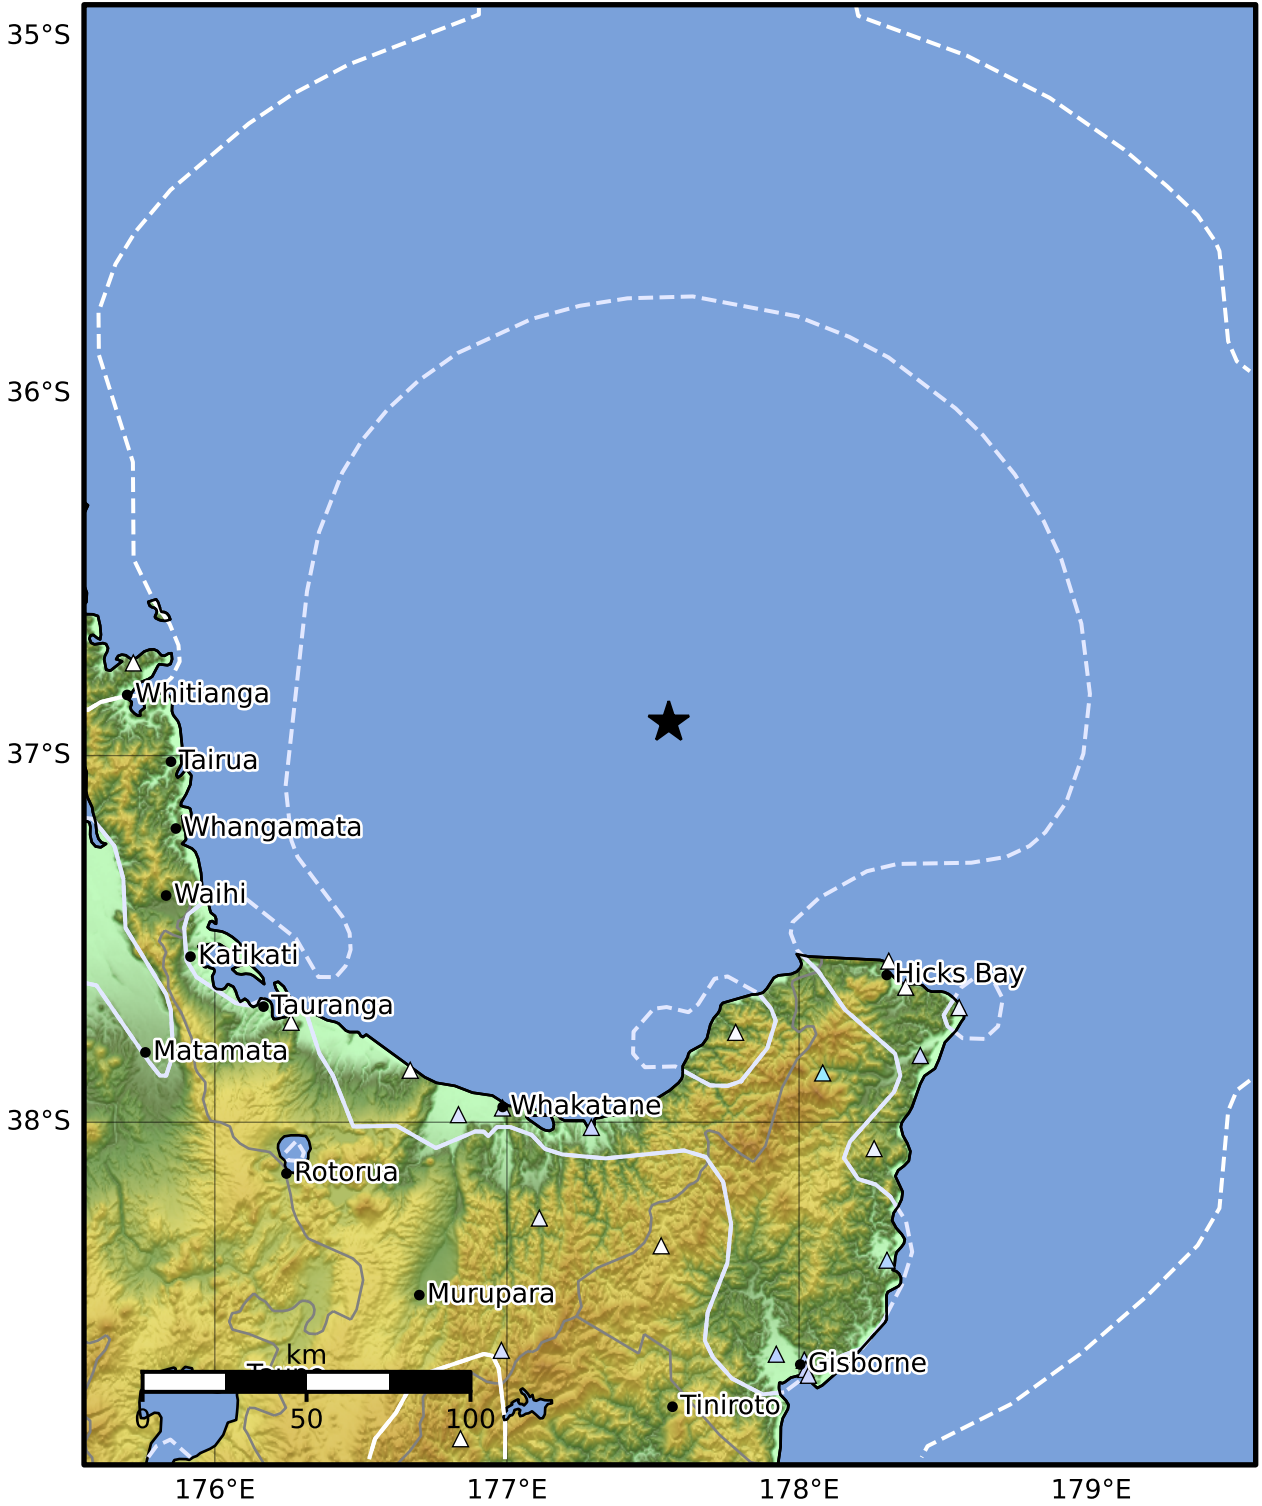 35°S
36°S
Whitianga
37°S
Tairua
Whangamata
Waihi
Katikati
Hicks Bay
Tauranga
Matamata
Whakatane
38°S
Rotorua
Murupara
km
Gisborne
Tiniroto
0 50 100
176°E 177°E 178°E 179°E